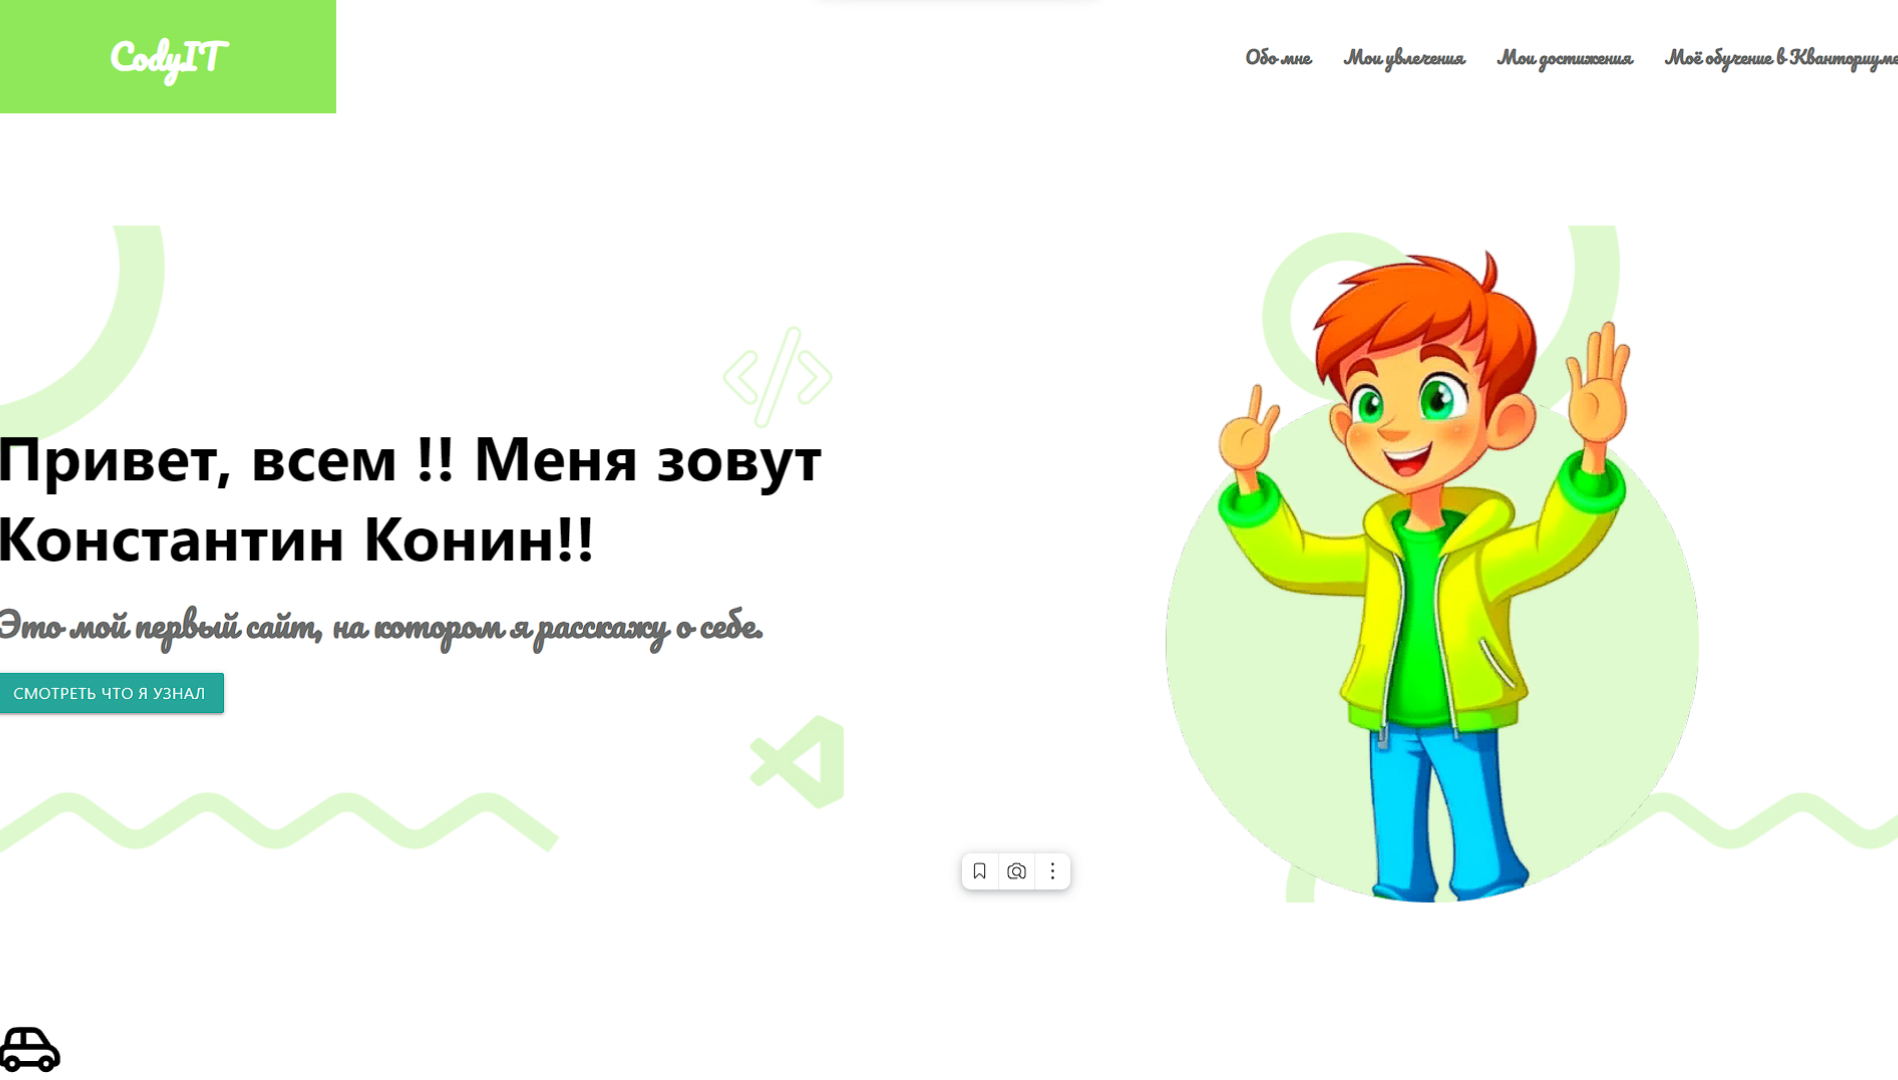 CodyIT
Обо мне
Мои увлечения
Мои достижения
Моё обучение в Кванториуме
Привет, всем !! Меня зовут
Константин Конин!!
Это мой первый сайт, на котором я расскажу о себе.
СМОТРЕТЬ ЧТО Я УЗНАЛ